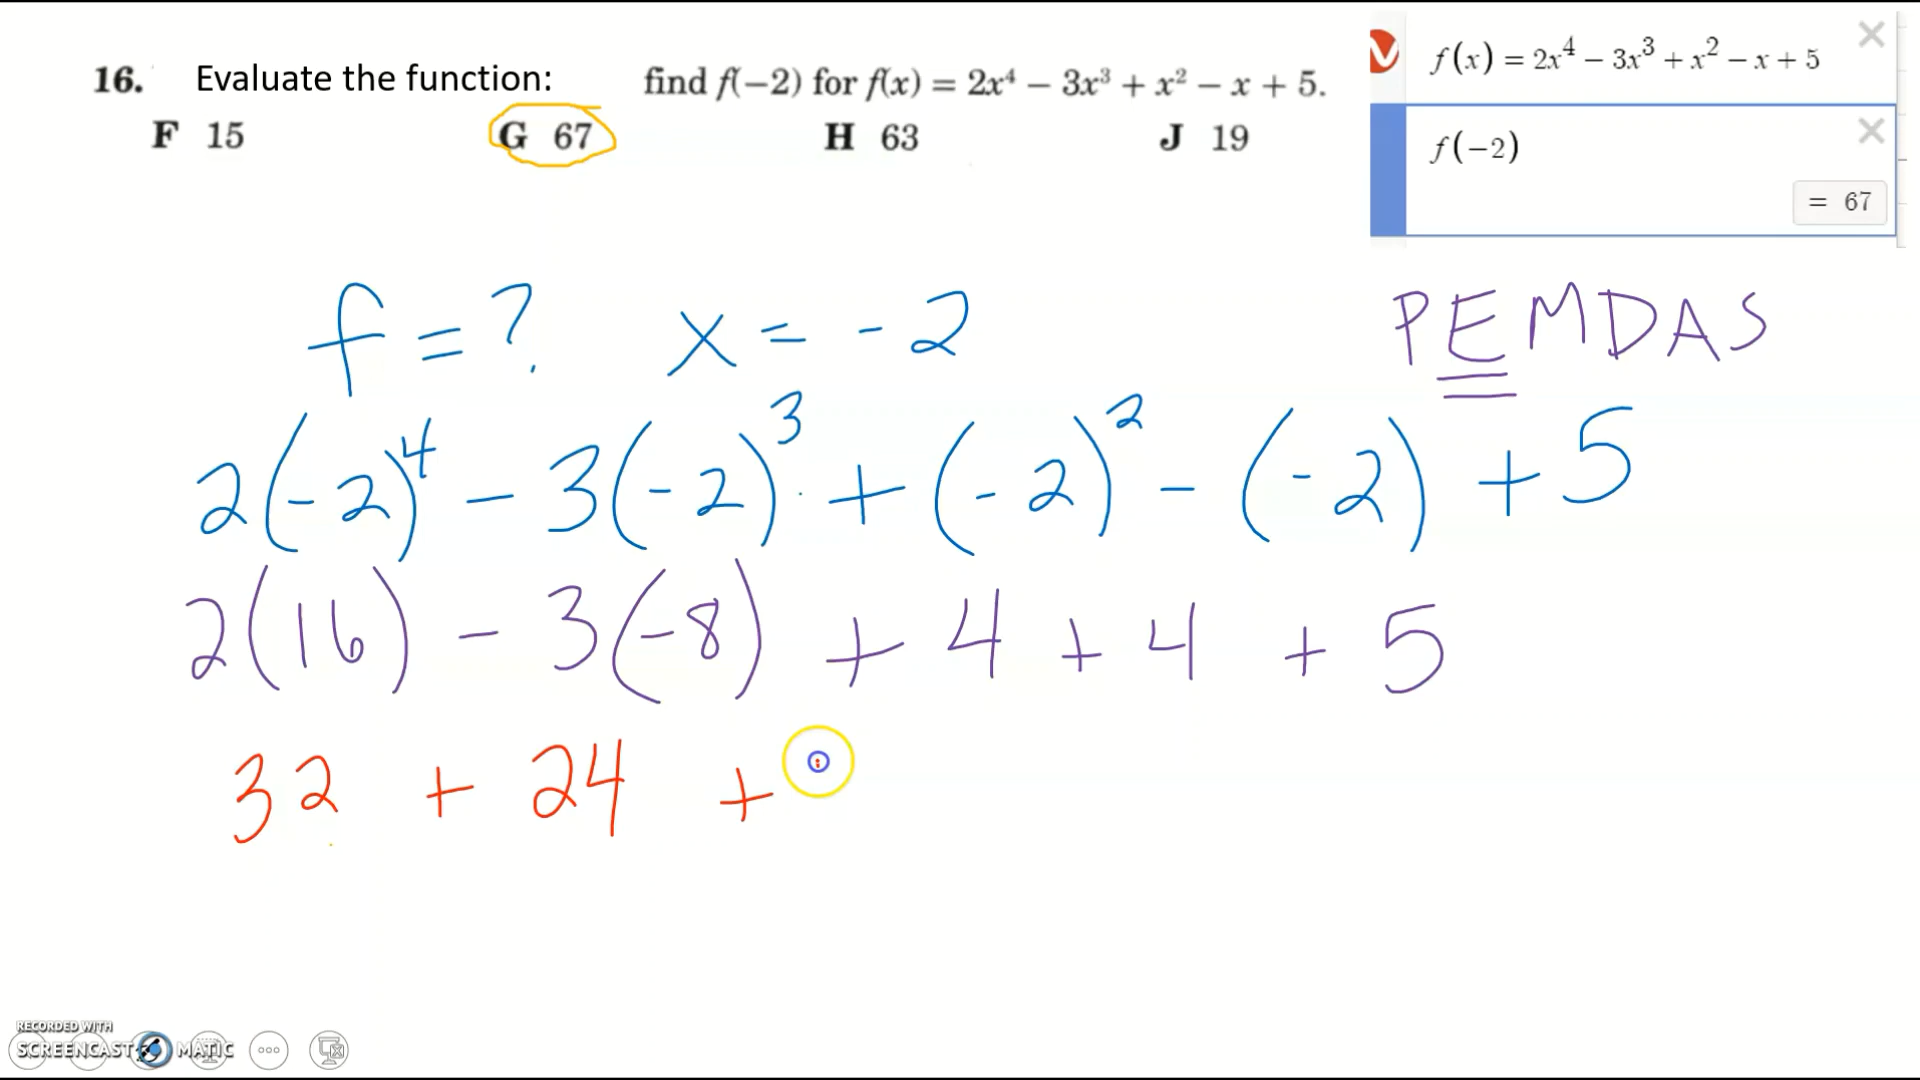 16. Evaluate the function: find f(−2) for f(x) = 2x⁴ − 3x³ + x² − x + 5.
F 15 G 67 H 63 J 19
f(x) = 2x⁴ − 3x³ + x² − x + 5
f(−2)
= 67
f = ? x = -2
PEMDAS
2(-2)⁴ - 3(-2)³ + (-2)² - (-2) + 5
2(16) - 3(-8) + 4 + 4 + 5
32 + 24 +
RECORDED WITH
SCREENCAST MATIC